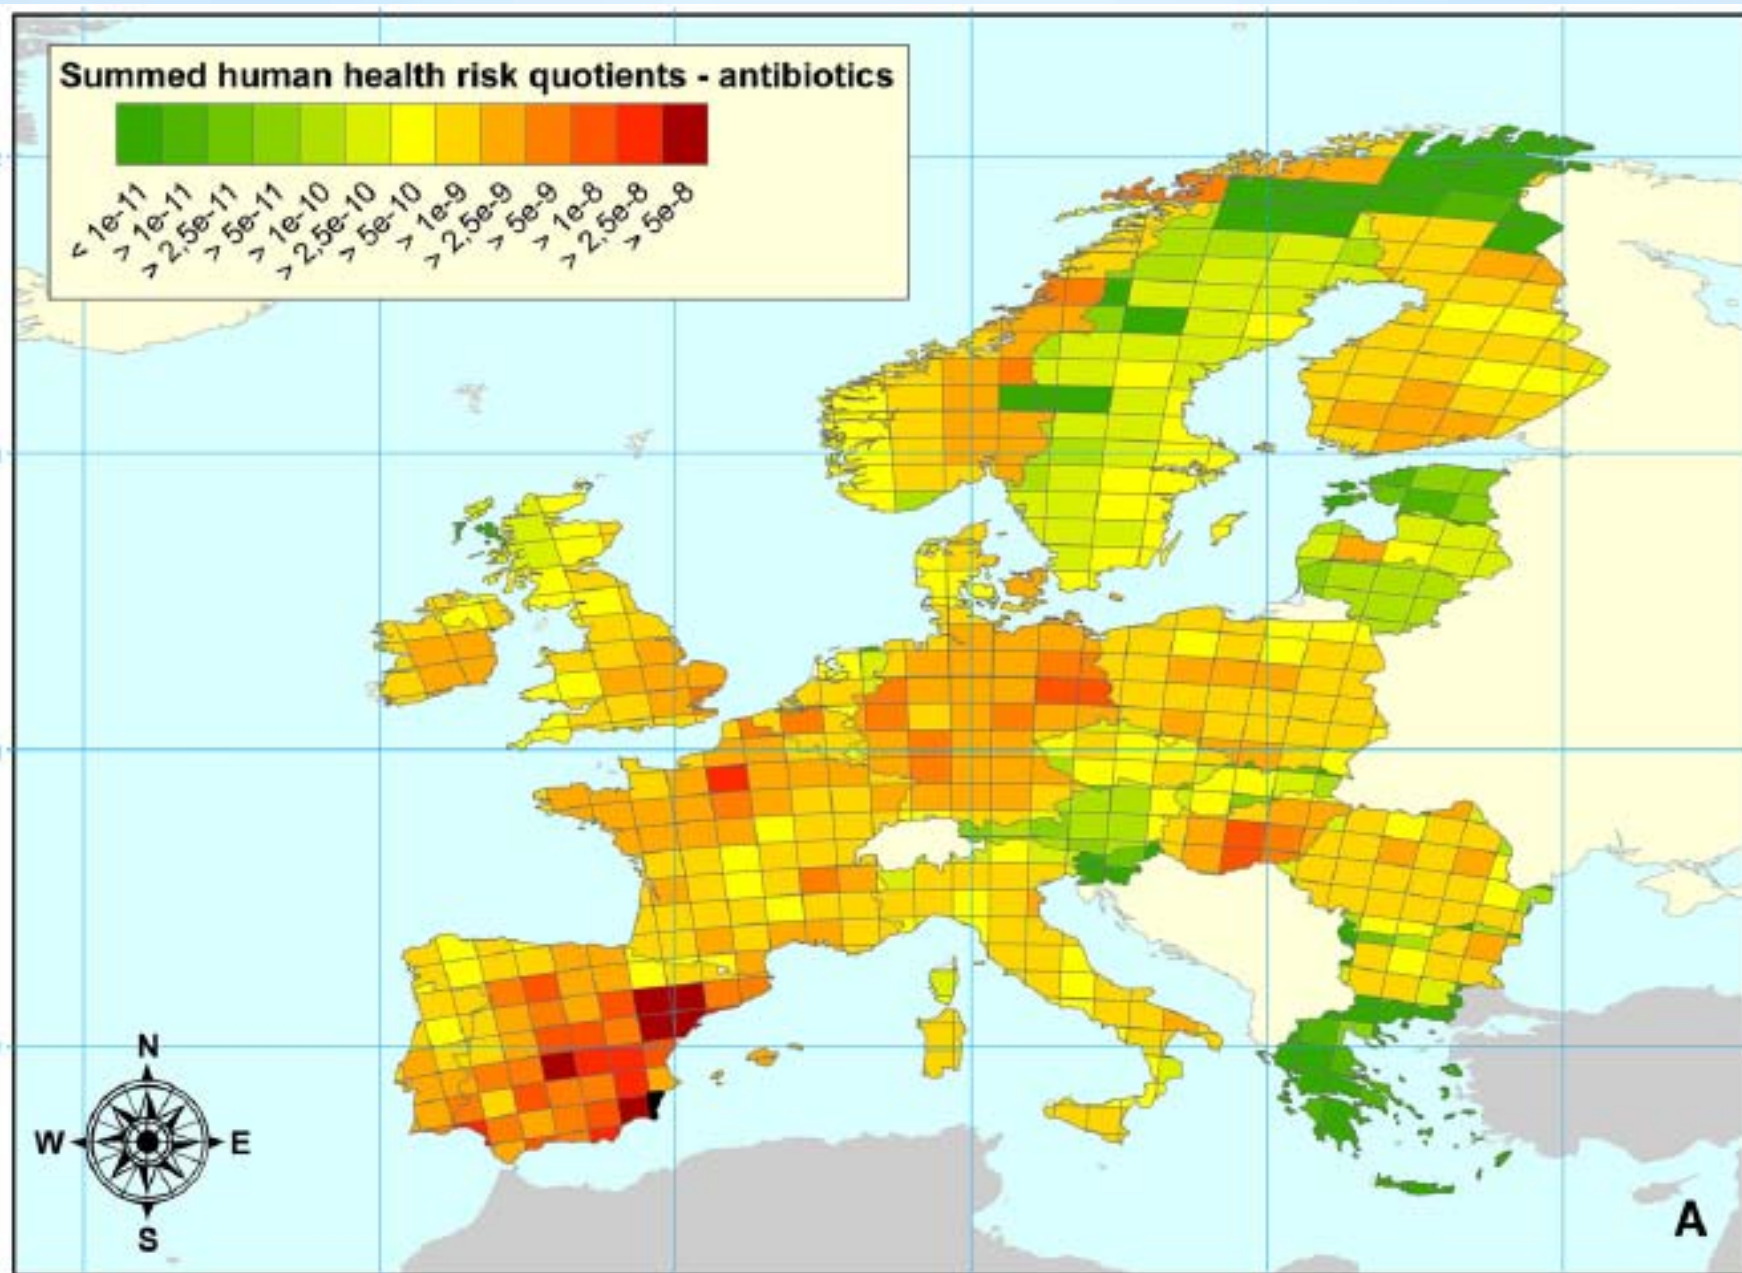 Summed human health risk quotients - antibiotics
< 1e-11
> 1e-11
> 2,5e-11
> 5e-11
> 1e-10
> 2,5e-10
> 5e-10
> 1e-9
> 2,5e-9
> 5e-9
> 1e-8
> 2,5e-8
> 5e-8
N
W
E
S
A